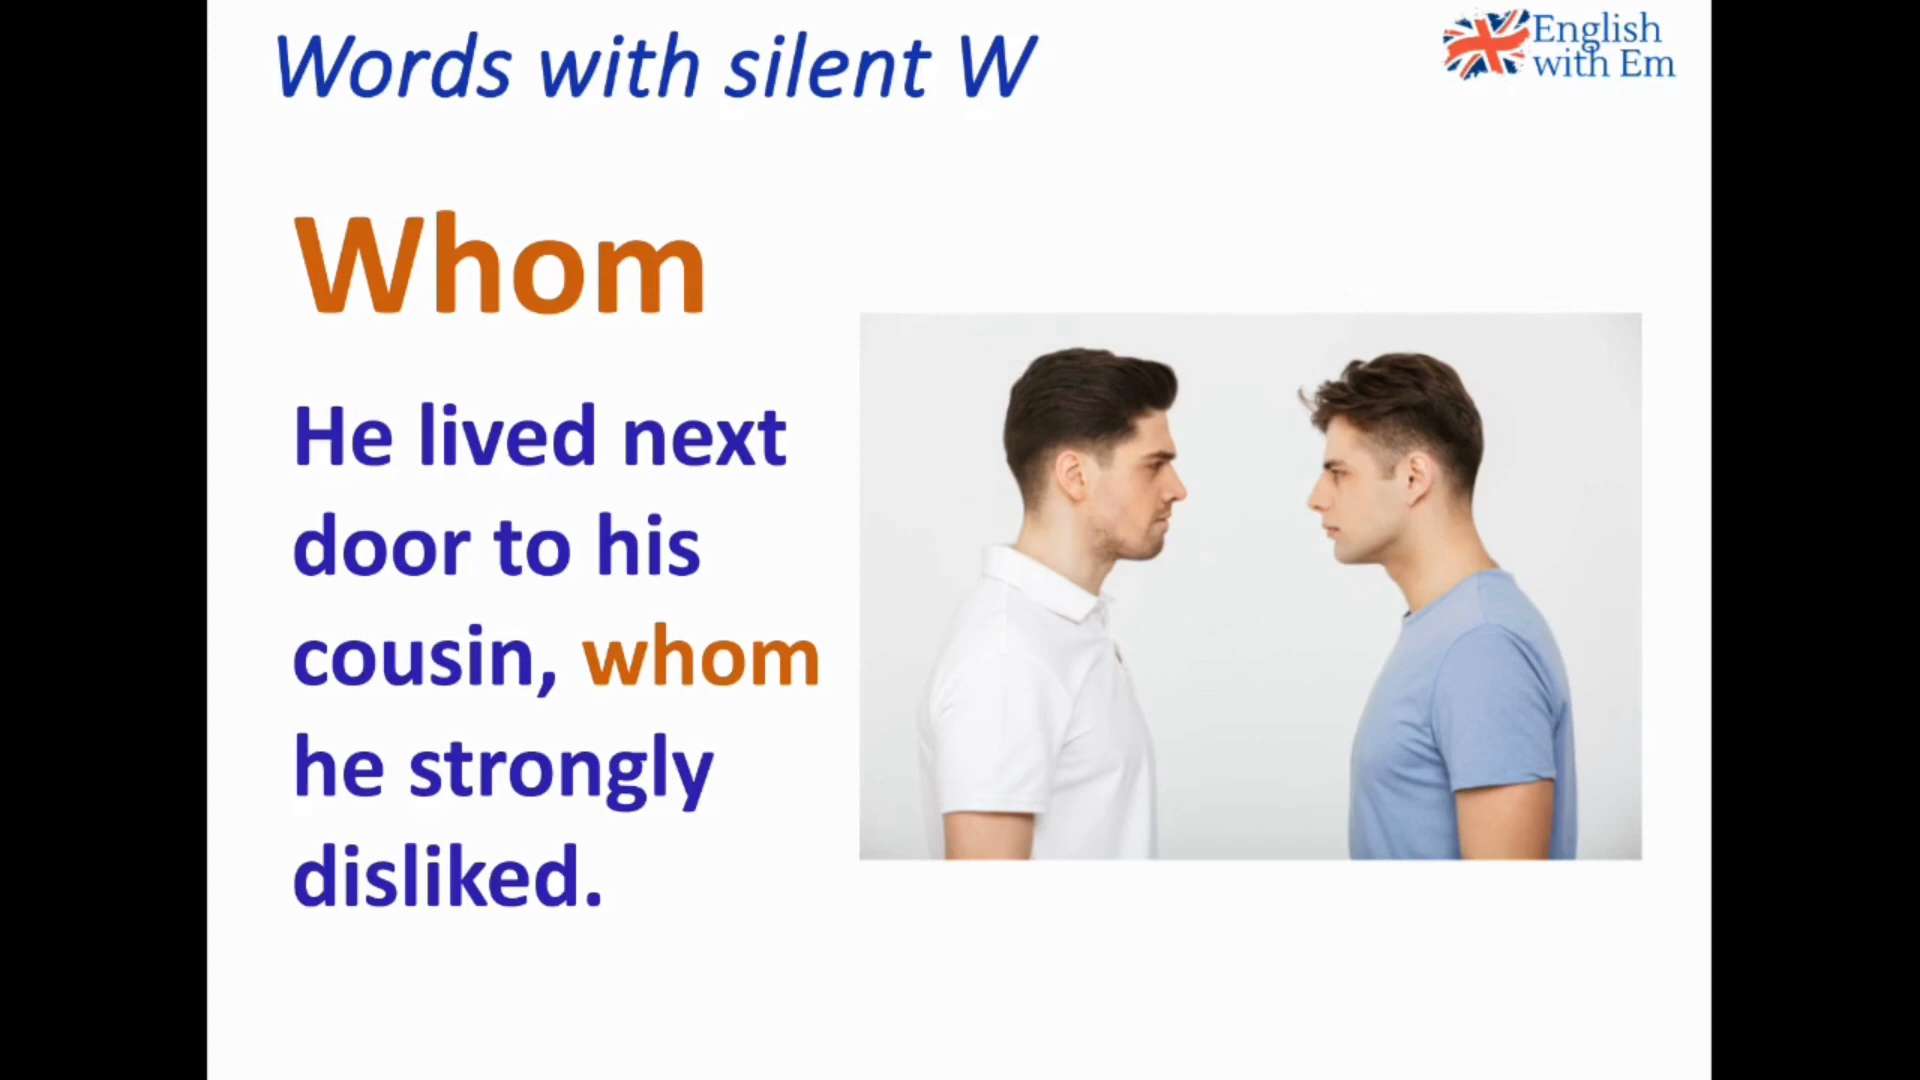 Words with silent W
English
with Em
Whom
He lived next
door to his
cousin, whom
he strongly
disliked.